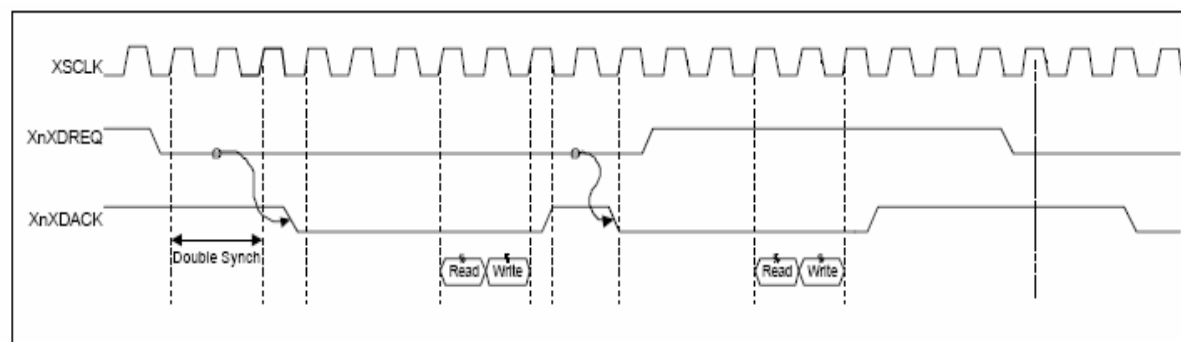 XSCLK
XnXDREQ
XnXDACK
Double Synch
Read Write
Read Write